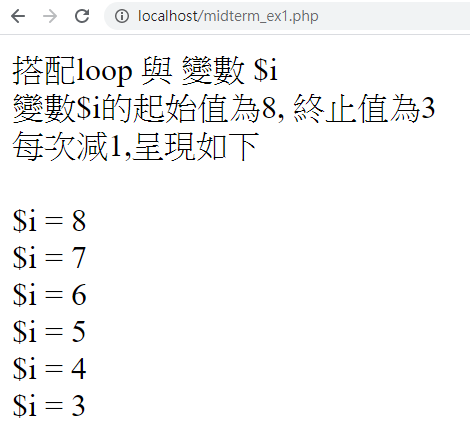 localhost/midterm_ex1.php
搭配loop 與 變數 $i
變數$i的起始值為8, 終止值為3
每次減1,呈現如下
$i = 8
$i = 7
$i = 6
$i = 5
$i = 4
$i = 3